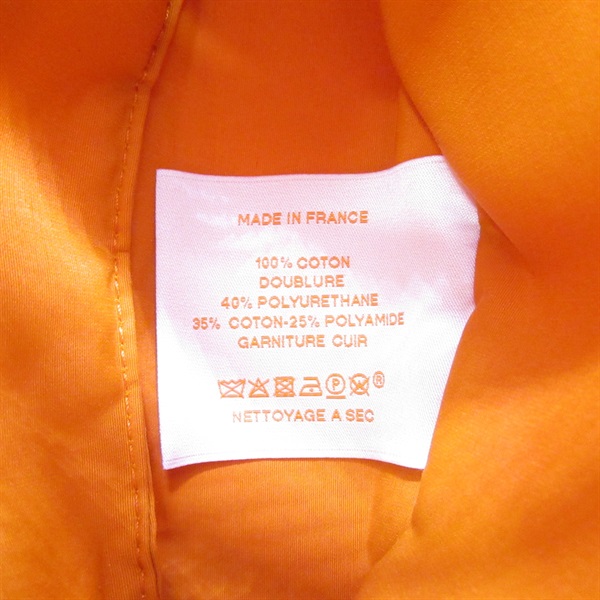 MADE IN FRANCE
100% COTON
DOUBLURE
40% POLYURETHANE
35% COTON-25% POLYAMIDE
GARNITURE CUIR
P W ®
NETTOYAGE A SEC